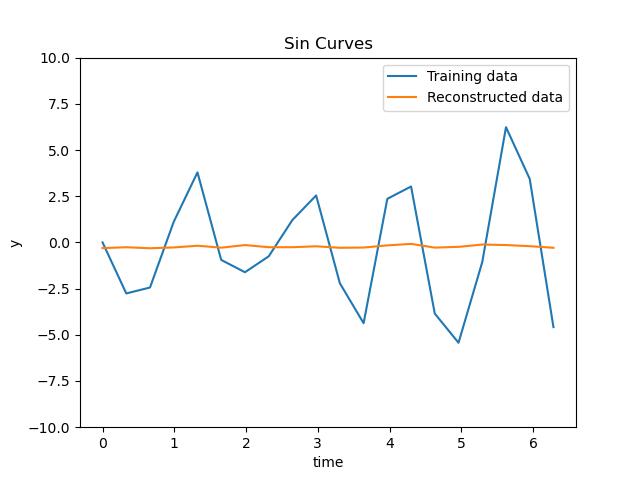 Sin Curves
Training data
Reconstructed data
10.0
7.5
5.0
2.5
0.0
−2.5
−5.0
−7.5
−10.0
y
0 1 2 3 4 5 6
time